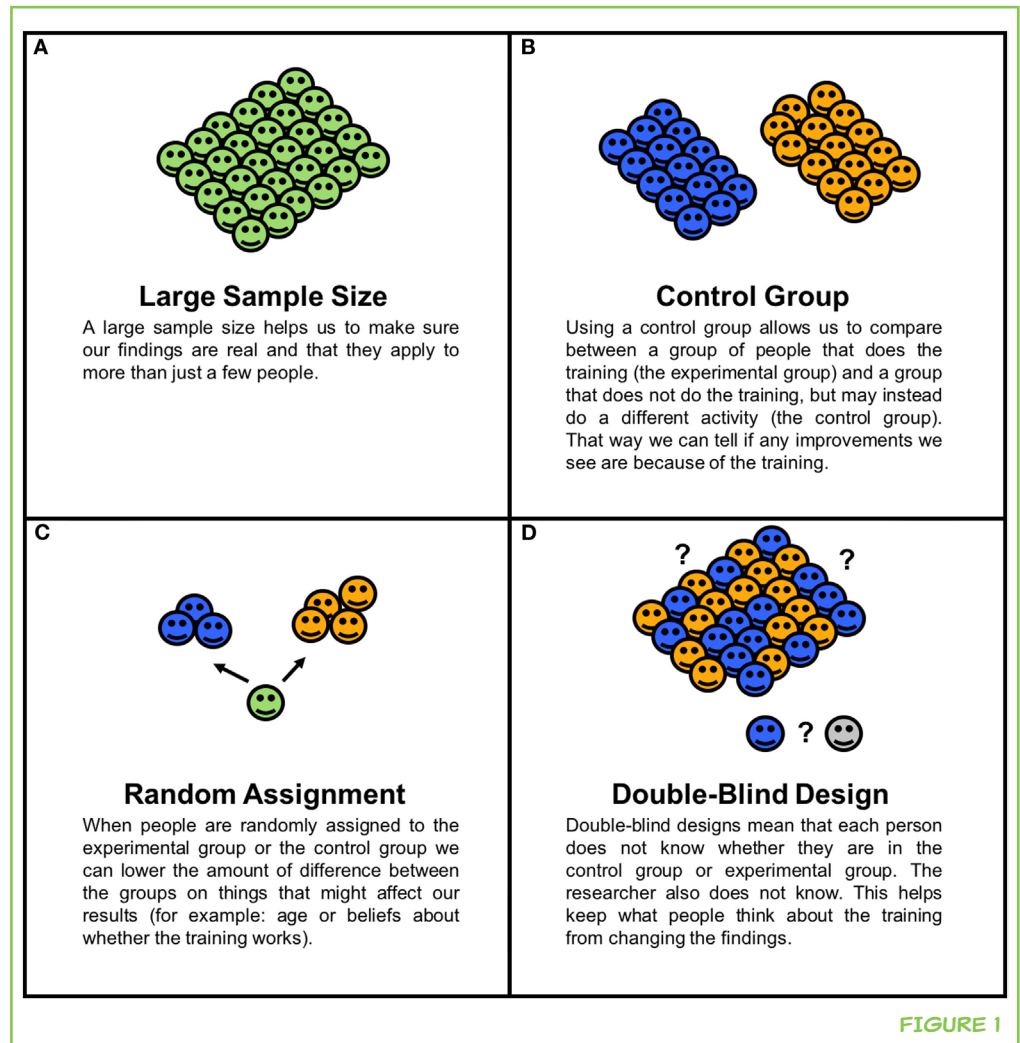 A
Large Sample Size
A large sample size helps us to make sure
our findings are real and that they apply to
more than just a few people.
B
Control Group
Using a control group allows us to compare
between a group of people that does the
training (the experimental group) and a group
that does not do the training, but may instead
do a different activity (the control group).
That way we can tell if any improvements we
see are because of the training.
C
Random Assignment
When people are randomly assigned to the
experimental group or the control group we
can lower the amount of difference between
the groups on things that might affect our
results (for example: age or beliefs about
whether the training works).
D
? ?
?
Double-Blind Design
Double-blind designs mean that each person
does not know whether they are in the
control group or experimental group. The
researcher also does not know. This helps
keep what people think about the training
from changing the findings.
FIGURE 1